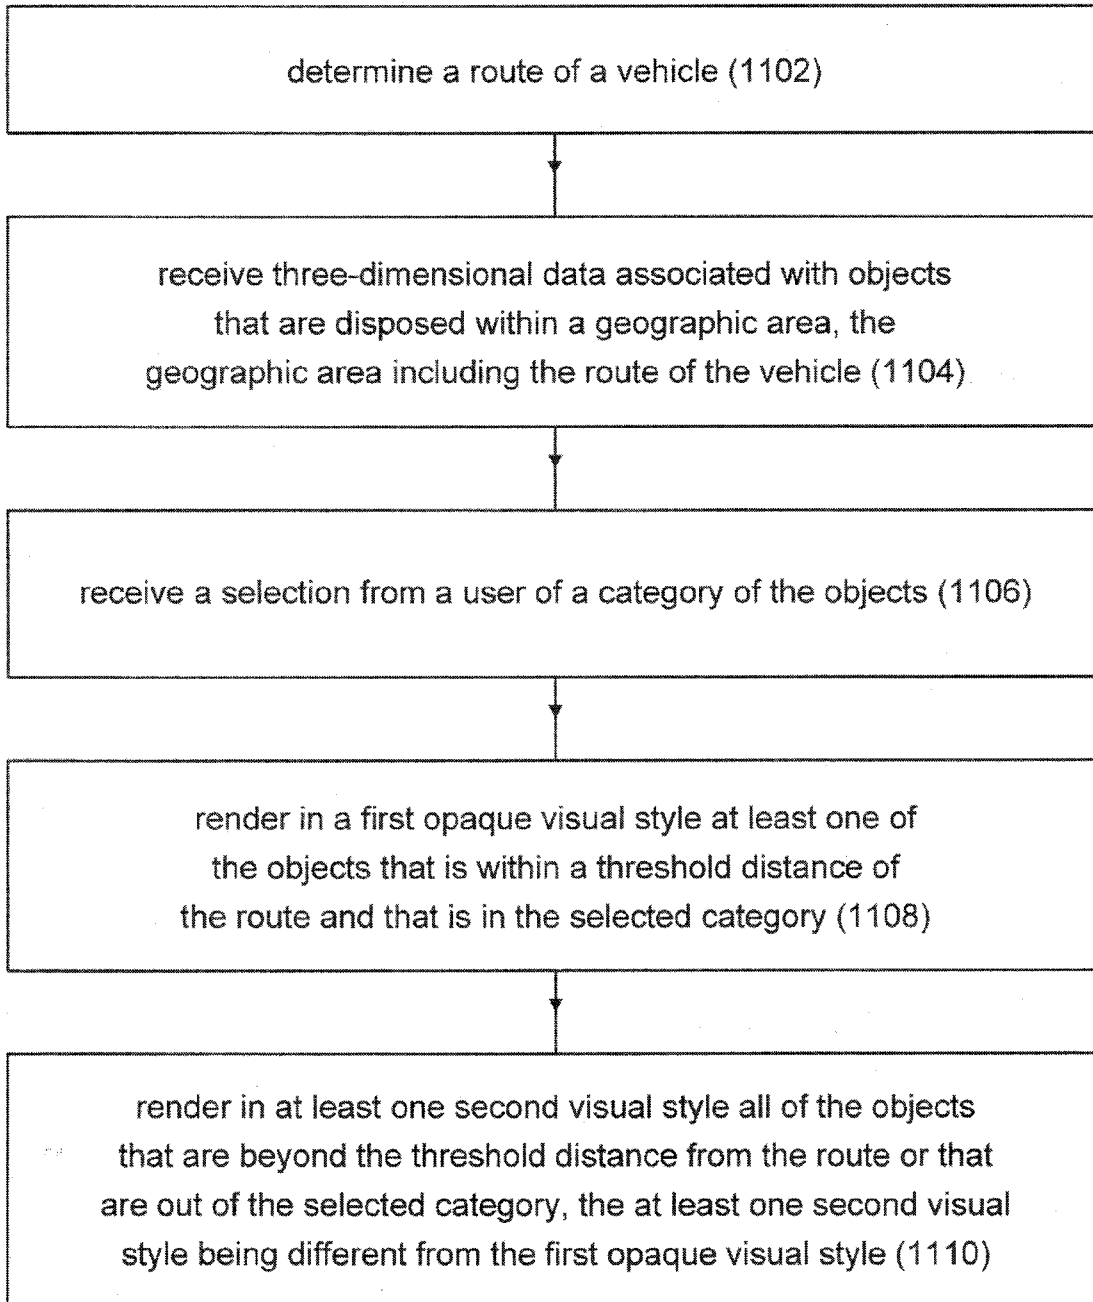 determine a route of a vehicle (1102)
receive three-dimensional data associated with objects
that are disposed within a geographic area, the
geographic area including the route of the vehicle (1104)
receive a selection from a user of a category of the objects (1106)
render in a first opaque visual style at least one of
the objects that is within a threshold distance of
the route and that is in the selected category (1108)
render in at least one second visual style all of the objects
that are beyond the threshold distance from the route or that
are out of the selected category, the at least one second visual
style being different from the first opaque visual style (1110)